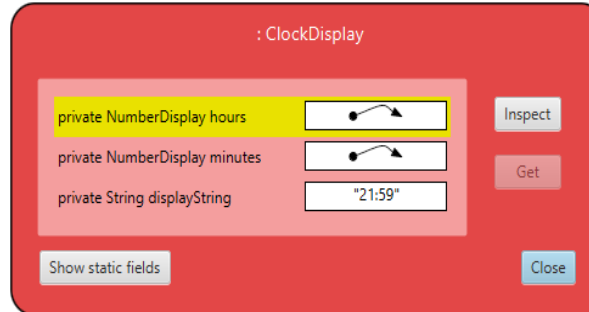 : ClockDisplay
private NumberDisplay hours
Inspect
private NumberDisplay minutes
Get
private String displayString "21:59"
Show static fields
Close